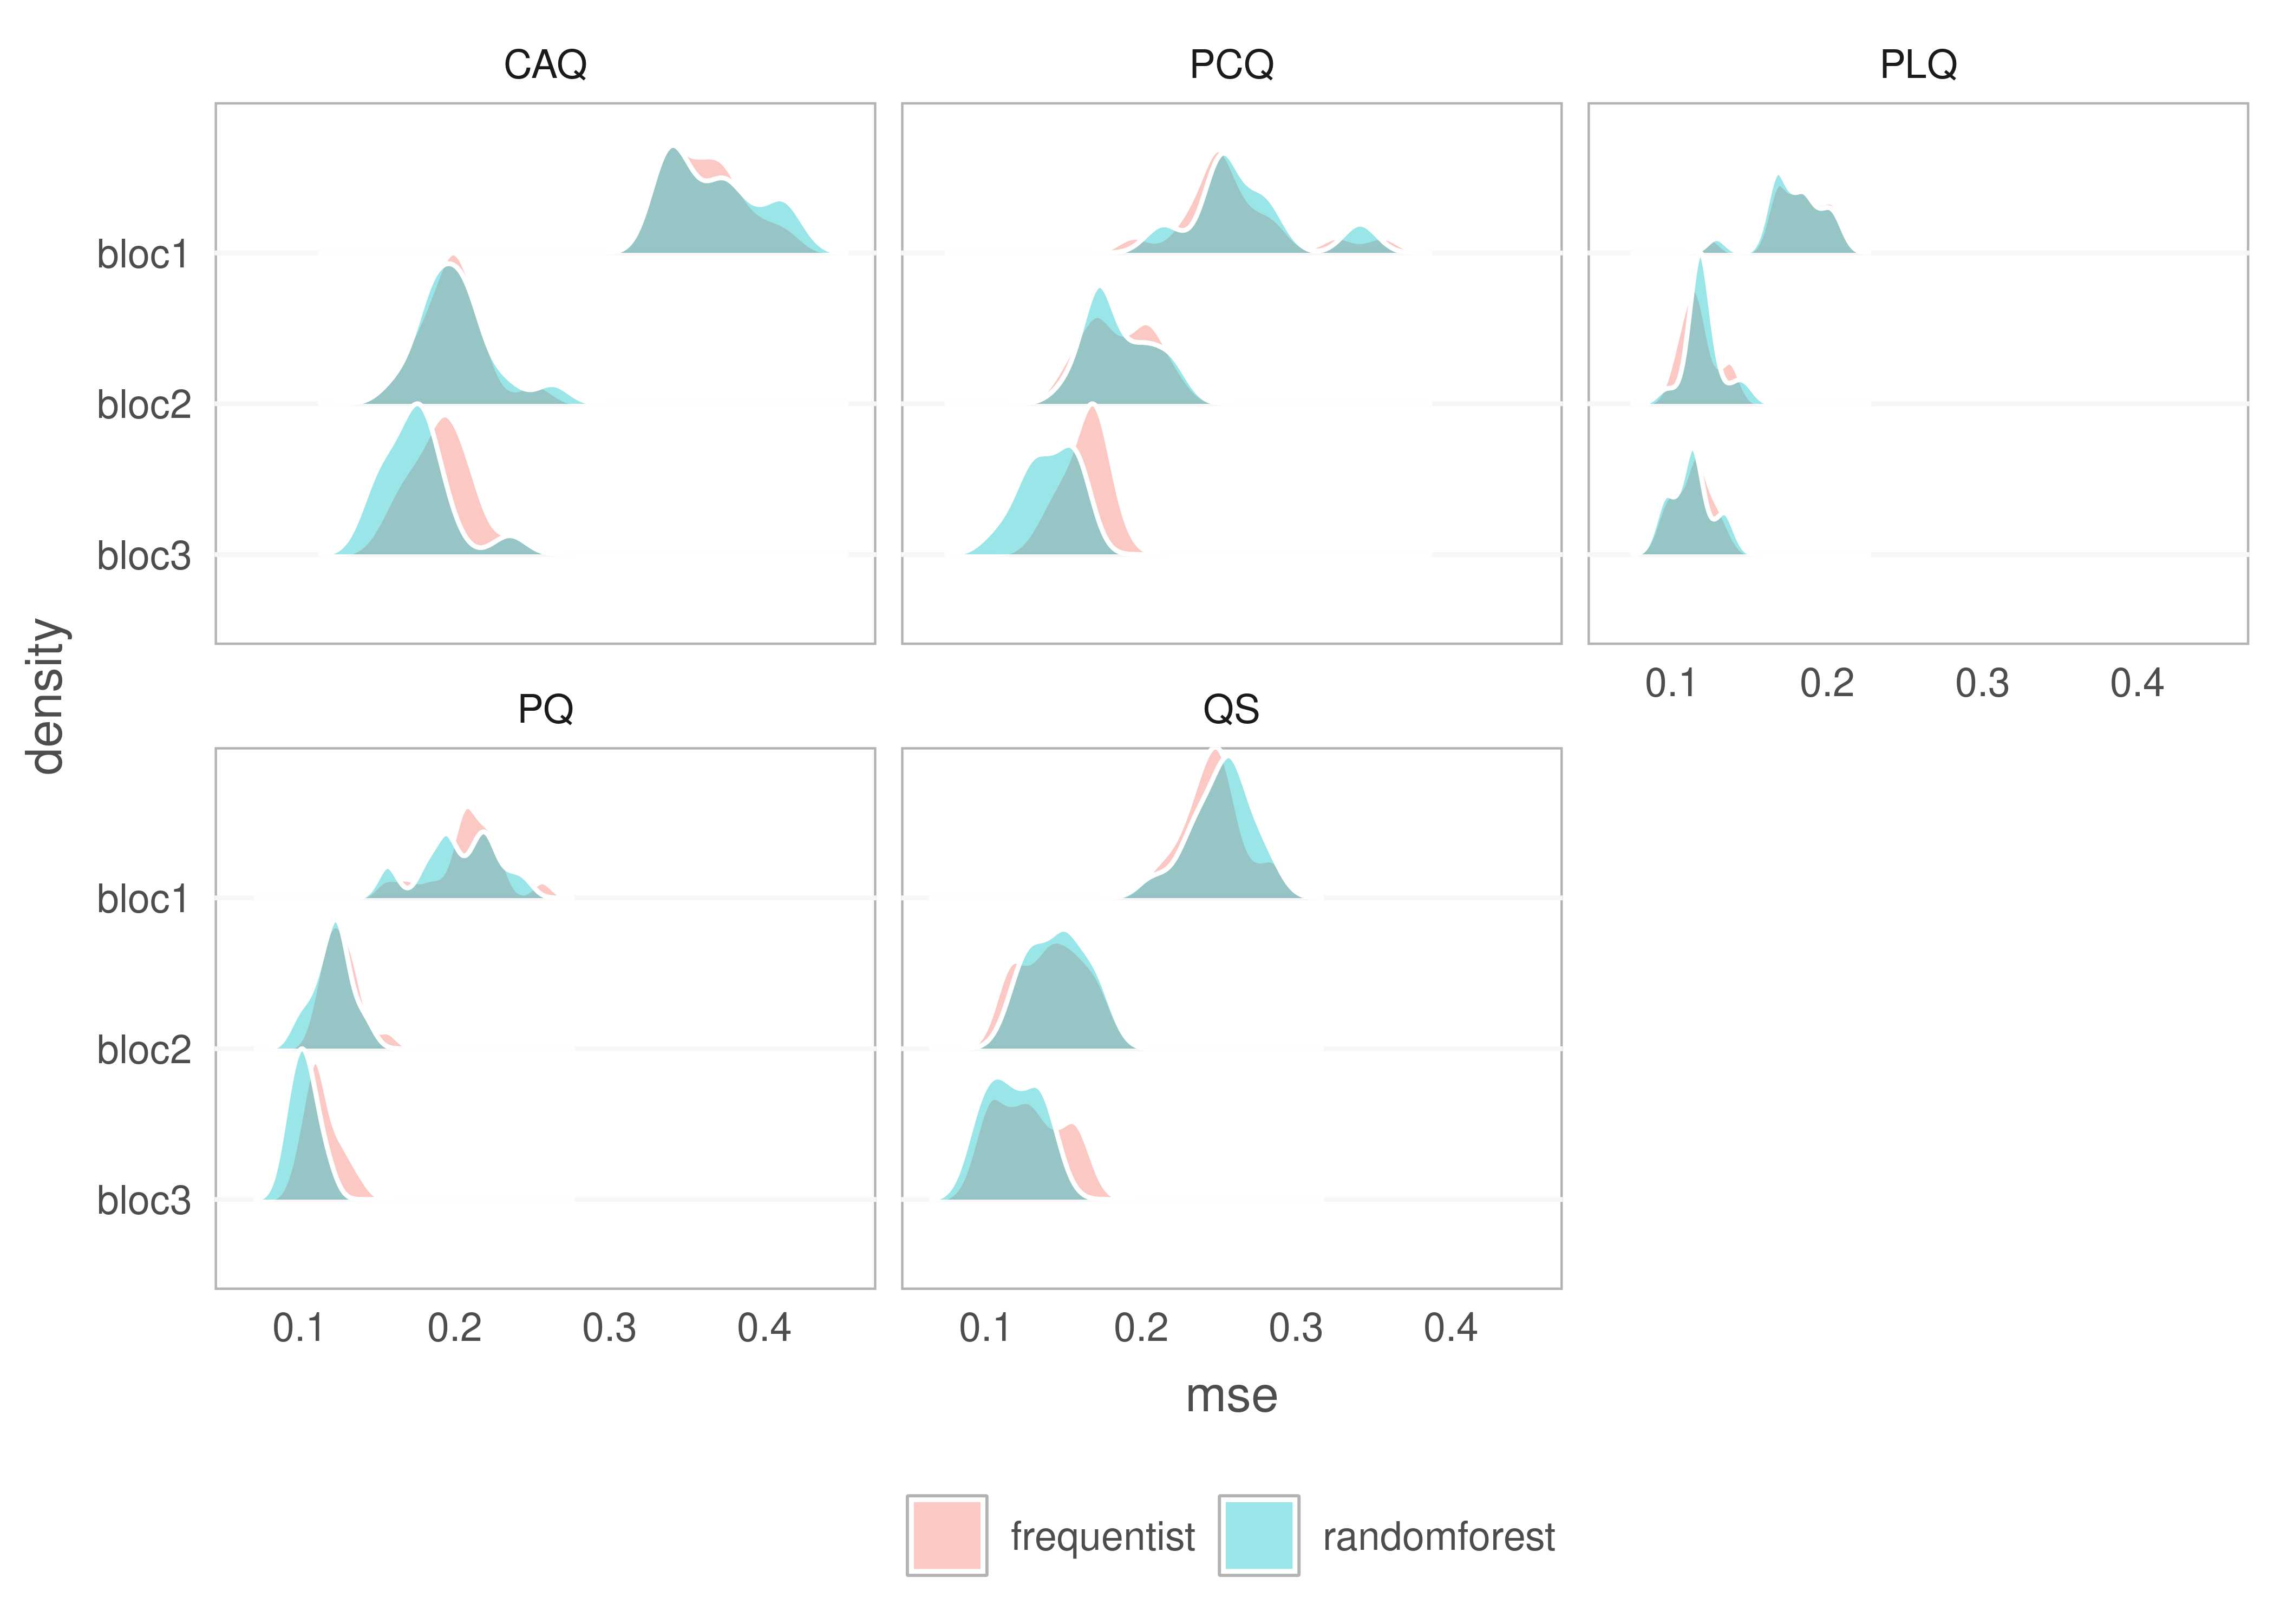 CAQ
PCQ
PLQ
bloc1
bloc2
bloc3
0.1 0.2 0.3 0.4
density
PQ
QS
bloc1
bloc2
bloc3
0.1 0.2 0.3 0.4
0.1 0.2 0.3 0.4
mse
frequentist
randomforest